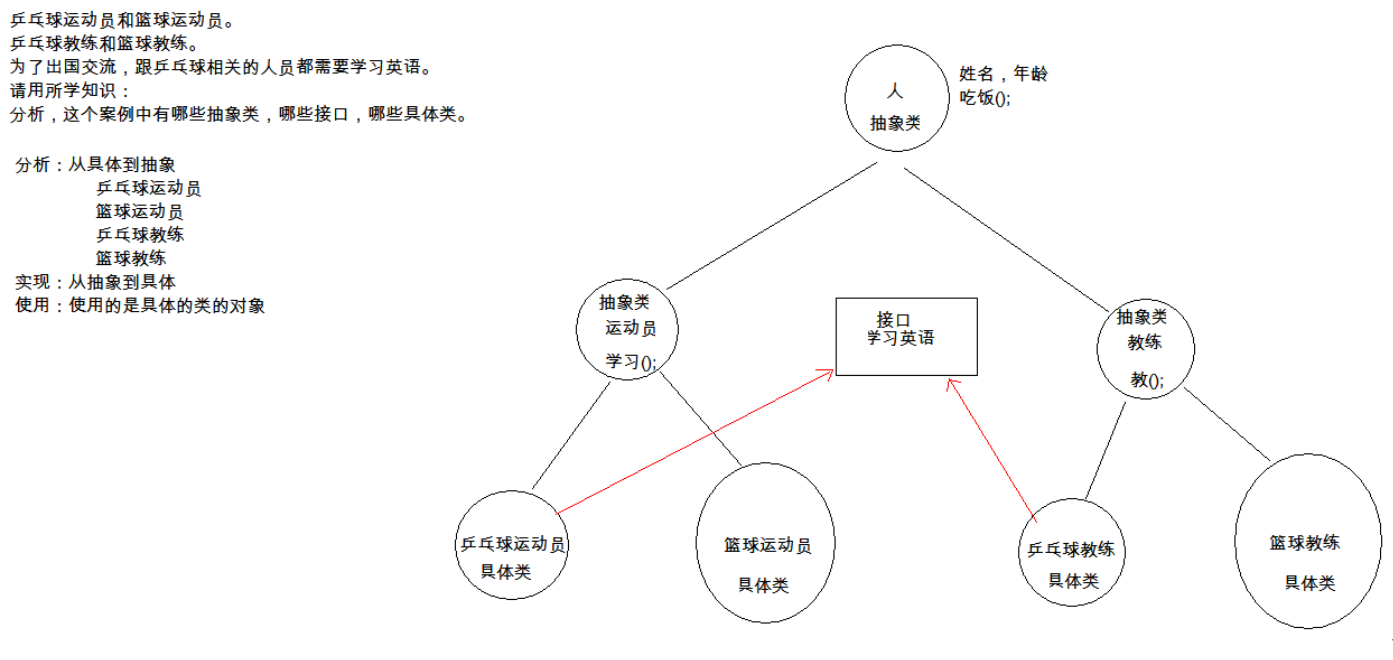 乒乓球运动员和篮球运动员。
乒乓球教练和篮球教练。
为了出国交流，跟乒乓球相关的人员都需要学习英语。
请用所学知识：
分析，这个案例中有哪些抽象类，哪些接口，哪些具体类。
分析：从具体到抽象
乒乓球运动员
篮球运动员
乒乓球教练
篮球教练
实现：从抽象到具体
使用：使用的是具体的类的对象
人
抽象类
姓名，年龄
吃饭();
抽象类
运动员
学习();
接口
学习英语
抽象类
教练
教();
乒乓球运动员
具体类
篮球运动员
具体类
乒乓球教练
具体类
篮球教练
具体类